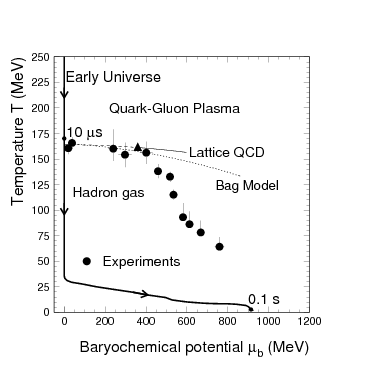 Temperature T (MeV)
250
225
200
175
150
125
100
75
50
25
0
Early Universe
Quark-Gluon Plasma
10 μs
Lattice QCD
Bag Model
Hadron gas
Experiments
0.1 s
0 200 400 600 800 1000 1200
Baryochemical potential μb (MeV)